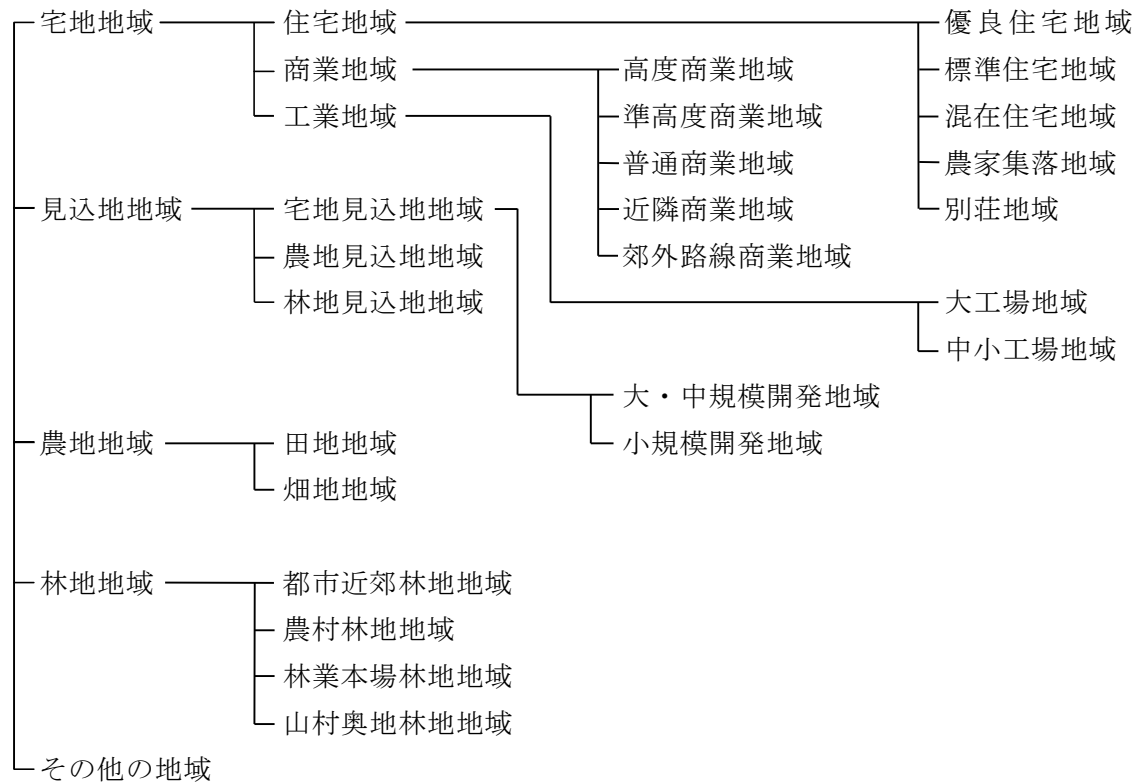 宅地地域 住宅地域 優良住宅地域
商業地域 高度商業地域 標準住宅地域
工業地域 準高度商業地域 混在住宅地域
普通商業地域 農家集落地域
見込地地域 宅地見込地地域 近隣商業地域 別荘地域
農地見込地地域 郊外路線商業地域
林地見込地地域 大工場地域
中小工場地域
大・中規模開発地域
農地地域 田地地域 小規模開発地域
畑地地域
林地地域 都市近郊林地地域
農村林地地域
林業本場林地地域
山村奥地林地地域
その他の地域